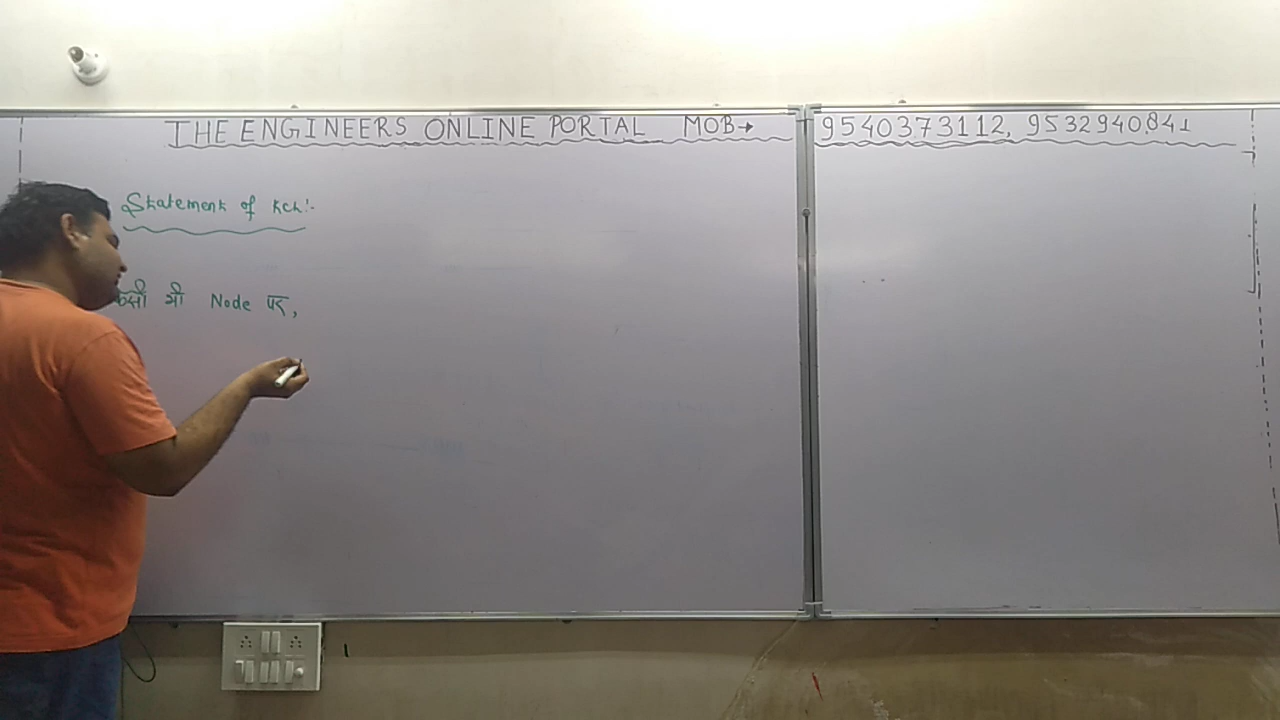 THE ENGINEERS ONLINE PORTAL MOB→ 9540373112, 9532940841
Statement of KCL:-
किसी भी Node पर,